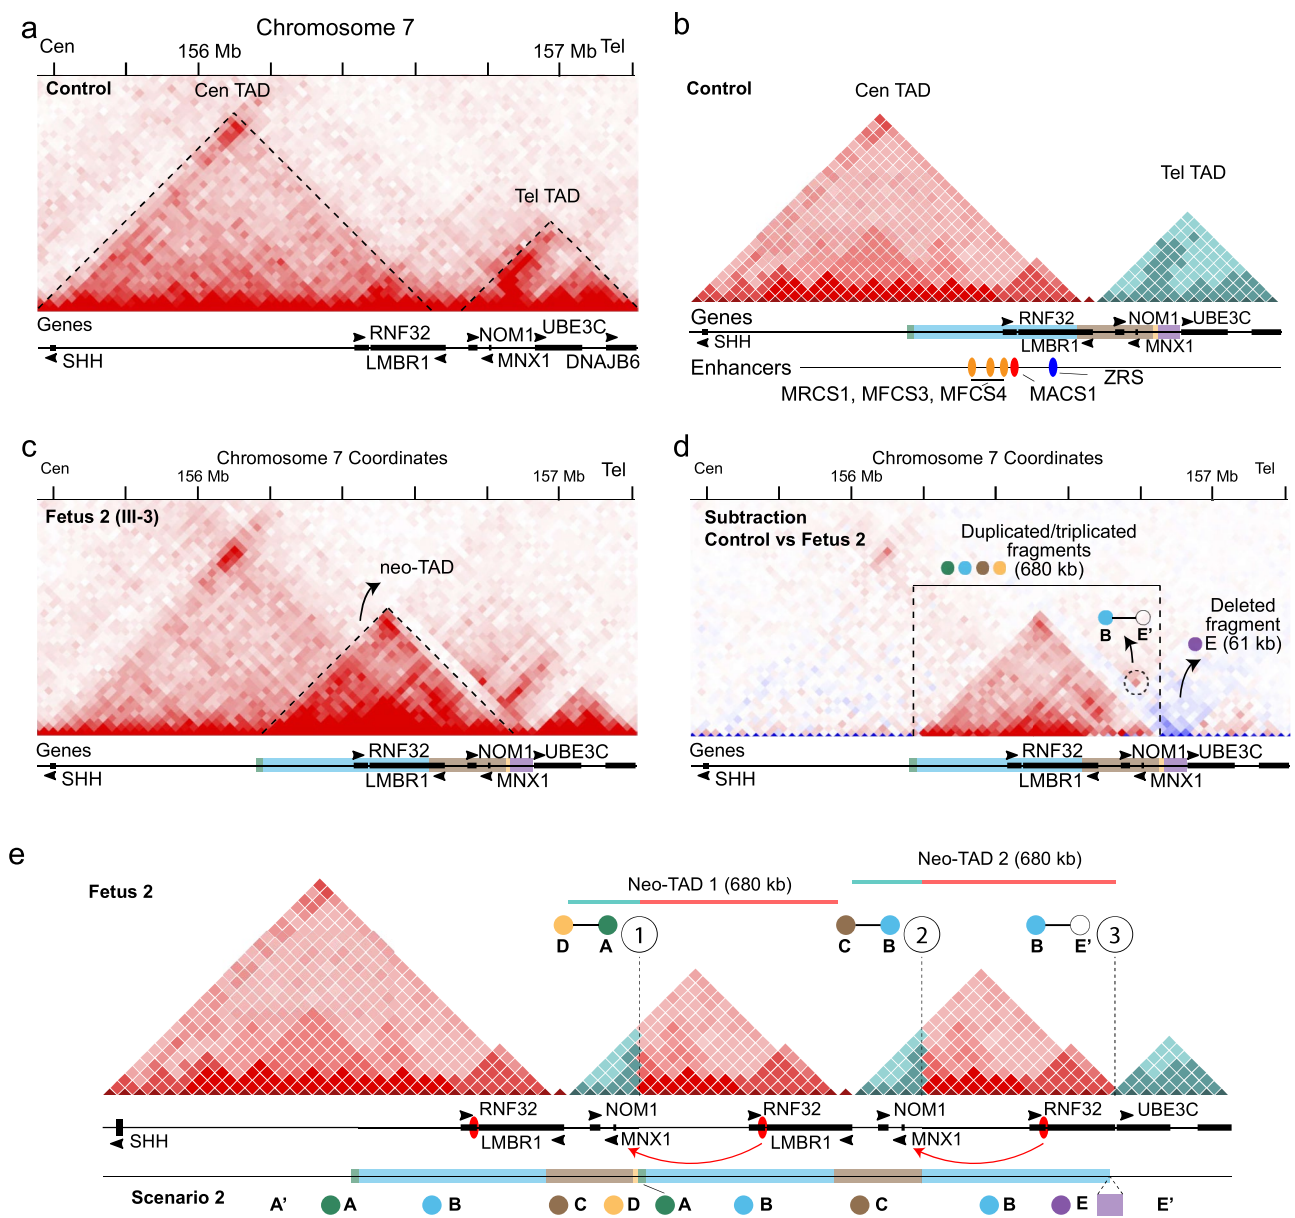 a
Chromosome 7
Cen
156 Mb
157 Mb
Tel
Control
Cen TAD
Tel TAD
Genes
SHH
RNF32
LMBR1
NOM1
MNX1
UBE3C
DNAJB6
b
Control
Cen TAD
Tel TAD
Genes
SHH
RNF32
LMBR1
NOM1
MNX1
UBE3C
Enhancers
MRCS1, MFCS3, MFCS4
MACS1
ZRS
c
Chromosome 7 Coordinates
Cen
156 Mb
157 Mb
Tel
Fetus 2 (III-3)
neo-TAD
Genes
SHH
RNF32
LMBR1
NOM1
MNX1
UBE3C
d
Chromosome 7 Coordinates
Cen
156 Mb
157 Mb
Tel
Subtraction
Control vs Fetus 2
Duplicated/triplicated
fragments
(680 kb)
B
E'
Deleted
fragment
E (61 kb)
Genes
SHH
RNF32
LMBR1
NOM1
MNX1
UBE3C
e
Fetus 2
Neo-TAD 1 (680 kb)
Neo-TAD 2 (680 kb)
D A 1
C B 2
B E' 3
SHH
RNF32
LMBR1
NOM1
MNX1
RNF32
LMBR1
NOM1
MNX1
RNF32
UBE3C
Scenario 2
A' A B C D A B C B E E'